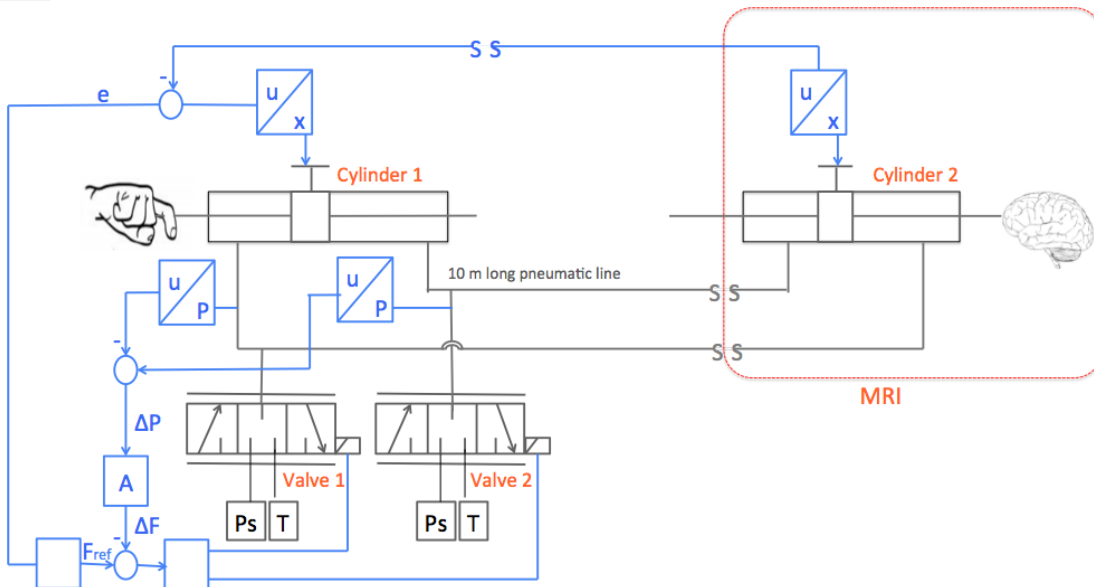 S S
-
e
u
x
u
x
Cylinder 1
Cylinder 2
10 m long pneumatic line
u
P
u
P
S S
-
S S
MRI
ΔP
Valve 1
Valve 2
A
Ps
T
Ps
T
ΔF
-
Fref